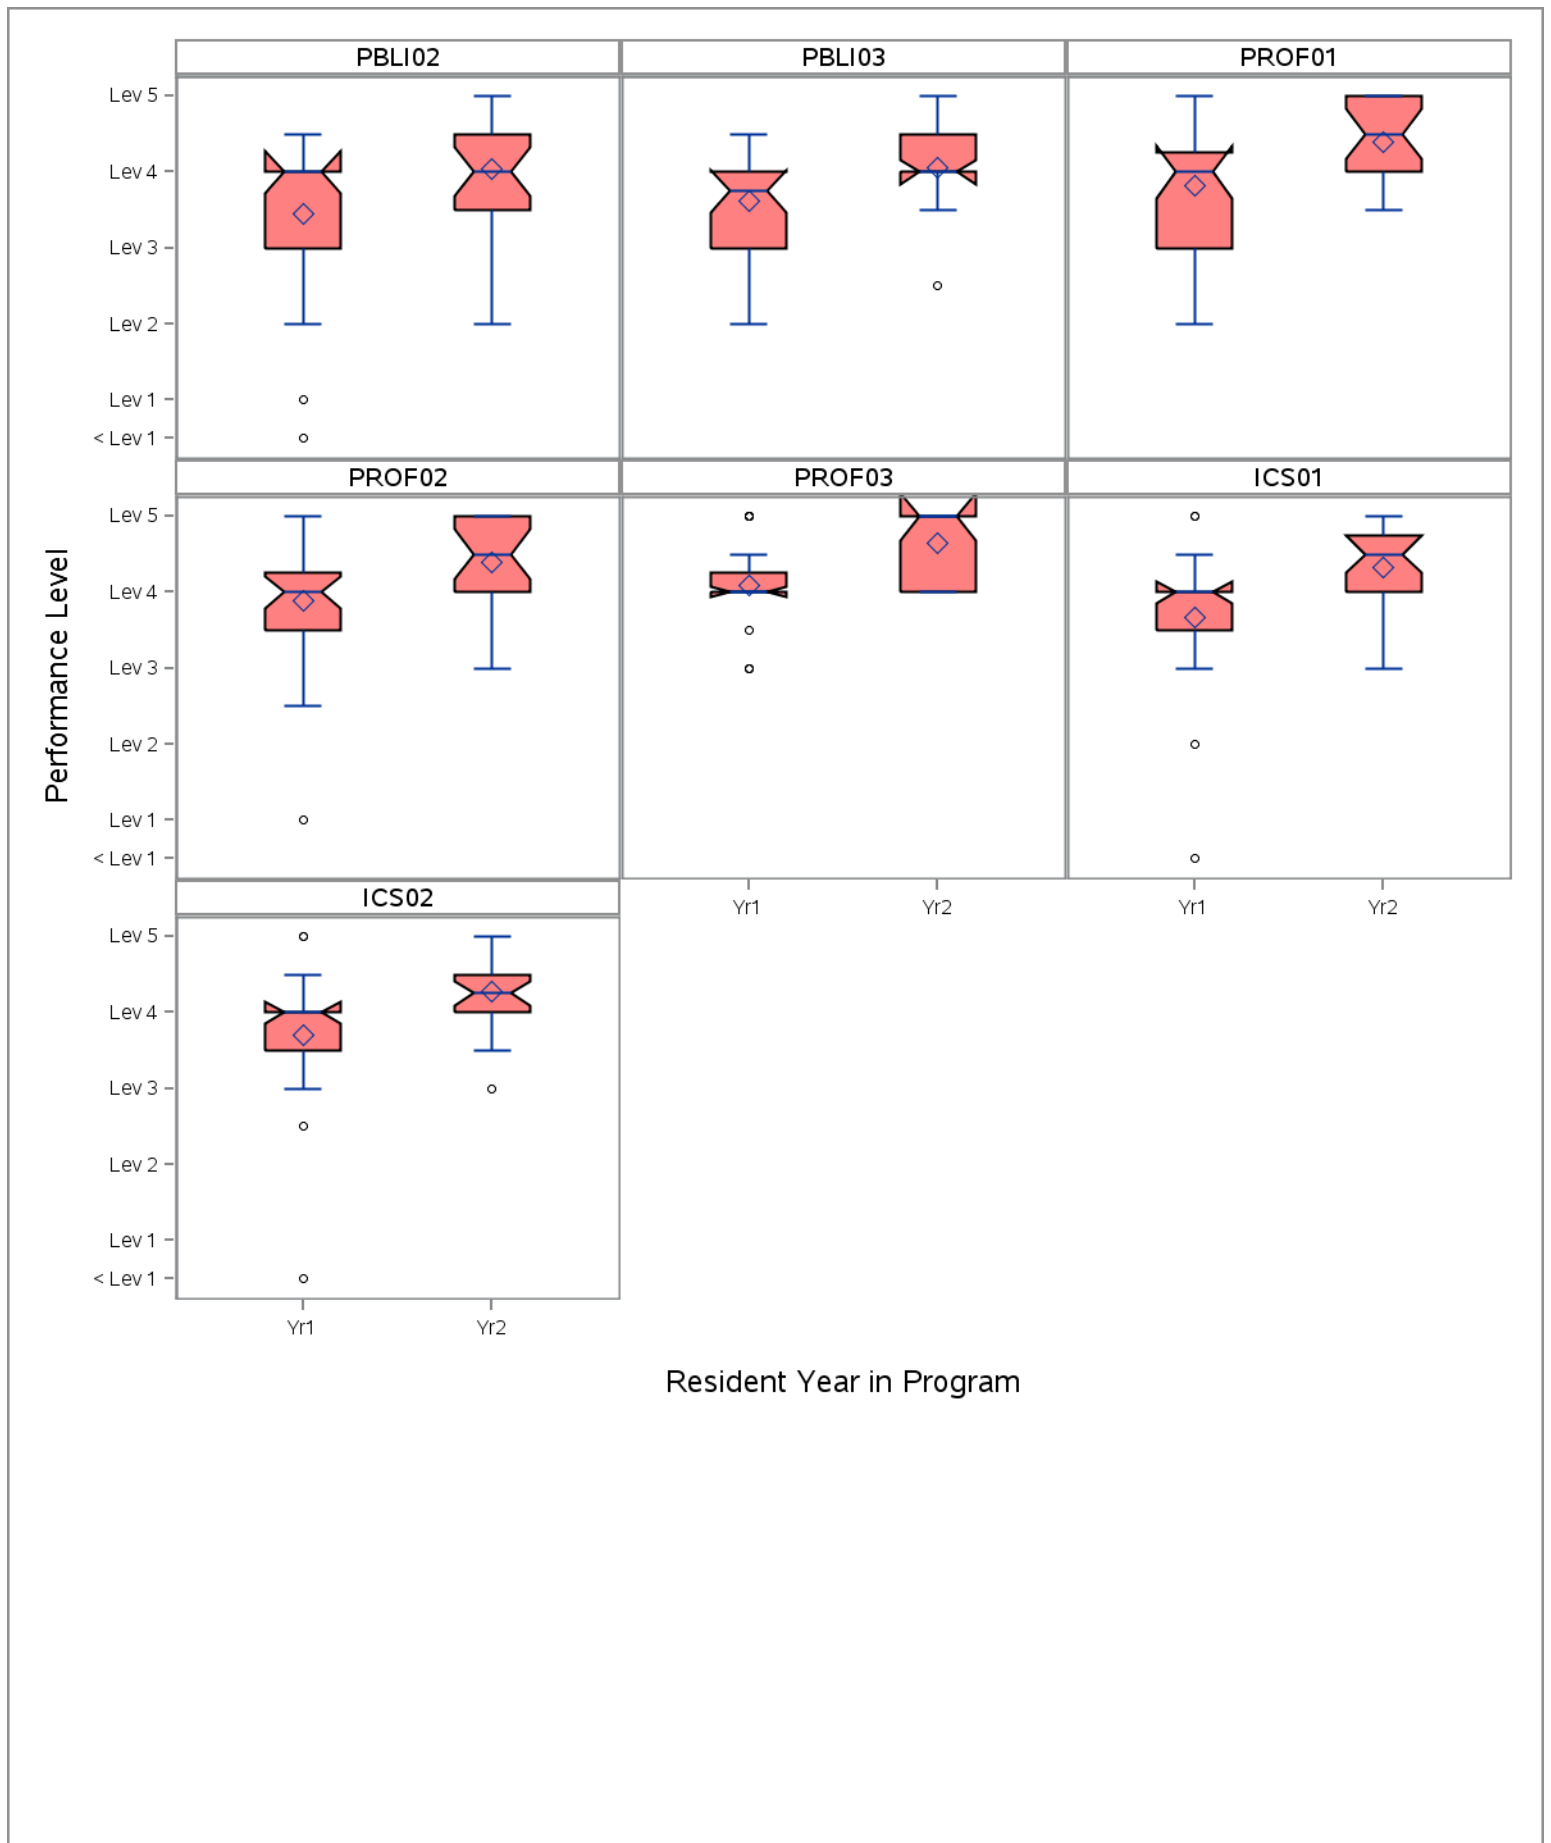 PBLI02 PBLI03 PROF01
Lev 5
Lev 4
Lev 3
Lev 2
Lev 1
< Lev 1
PROF02 PROF03 ICS01
Lev 5
Lev 4
Lev 3
Lev 2
Lev 1
< Lev 1
Yr1 Yr2 Yr1 Yr2
ICS02
Lev 5
Lev 4
Lev 3
Lev 2
Lev 1
< Lev 1
Yr1 Yr2
Performance Level
Resident Year in Program